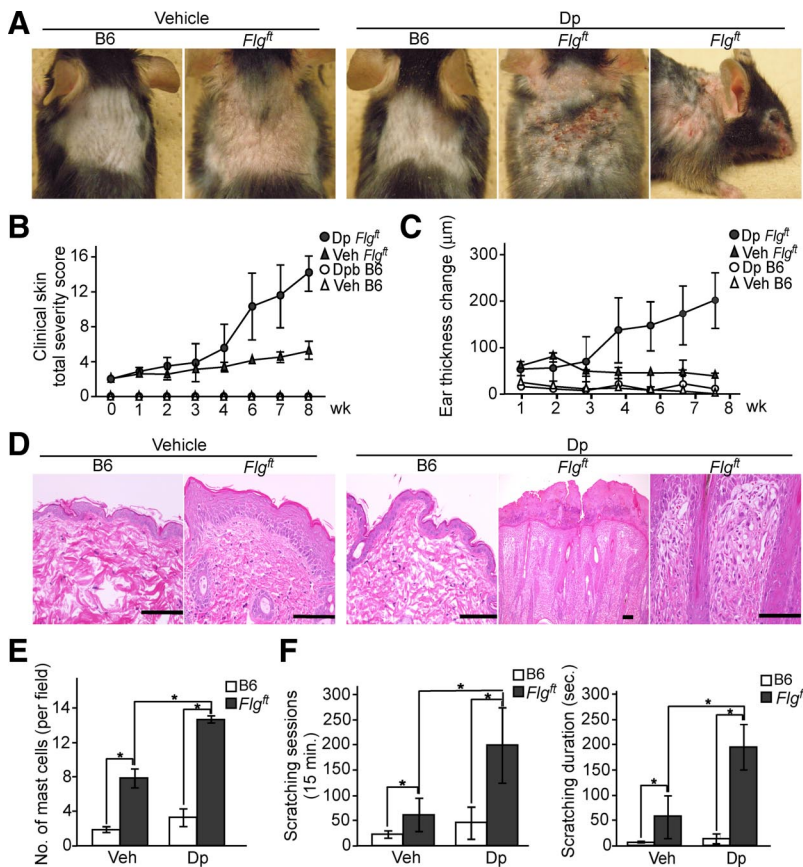 A
Vehicle
Dp
B6
Flg^ft
B6
Flg^ft
Flg^ft
B
Clinical skin
total severity score
16
12
8
4
0
0 1 2 3 4 6 7 8 wk
Dp Flg^ft
Veh Flg^ft
Dpb B6
Veh B6
C
Ear thickness change (μm)
300
200
100
0
1 2 3 4 5 6 7 8 wk
Dp Flg^ft
Veh Flg^ft
Dp B6
Veh B6
D
Vehicle
Dp
B6
Flg^ft
B6
Flg^ft
Flg^ft
E
No. of mast cells (per field)
14
12
8
4
0
Veh
Dp
*
*
*
B6
Flg^ft
F
Scratching sessions
(15 min.)
300
250
200
150
100
50
0
Veh
Dp
*
*
*
B6
Flg^ft
Scratching duration (sec.)
300
250
200
150
100
50
0
Veh
Dp
*
*
*
B6
Flg^ft